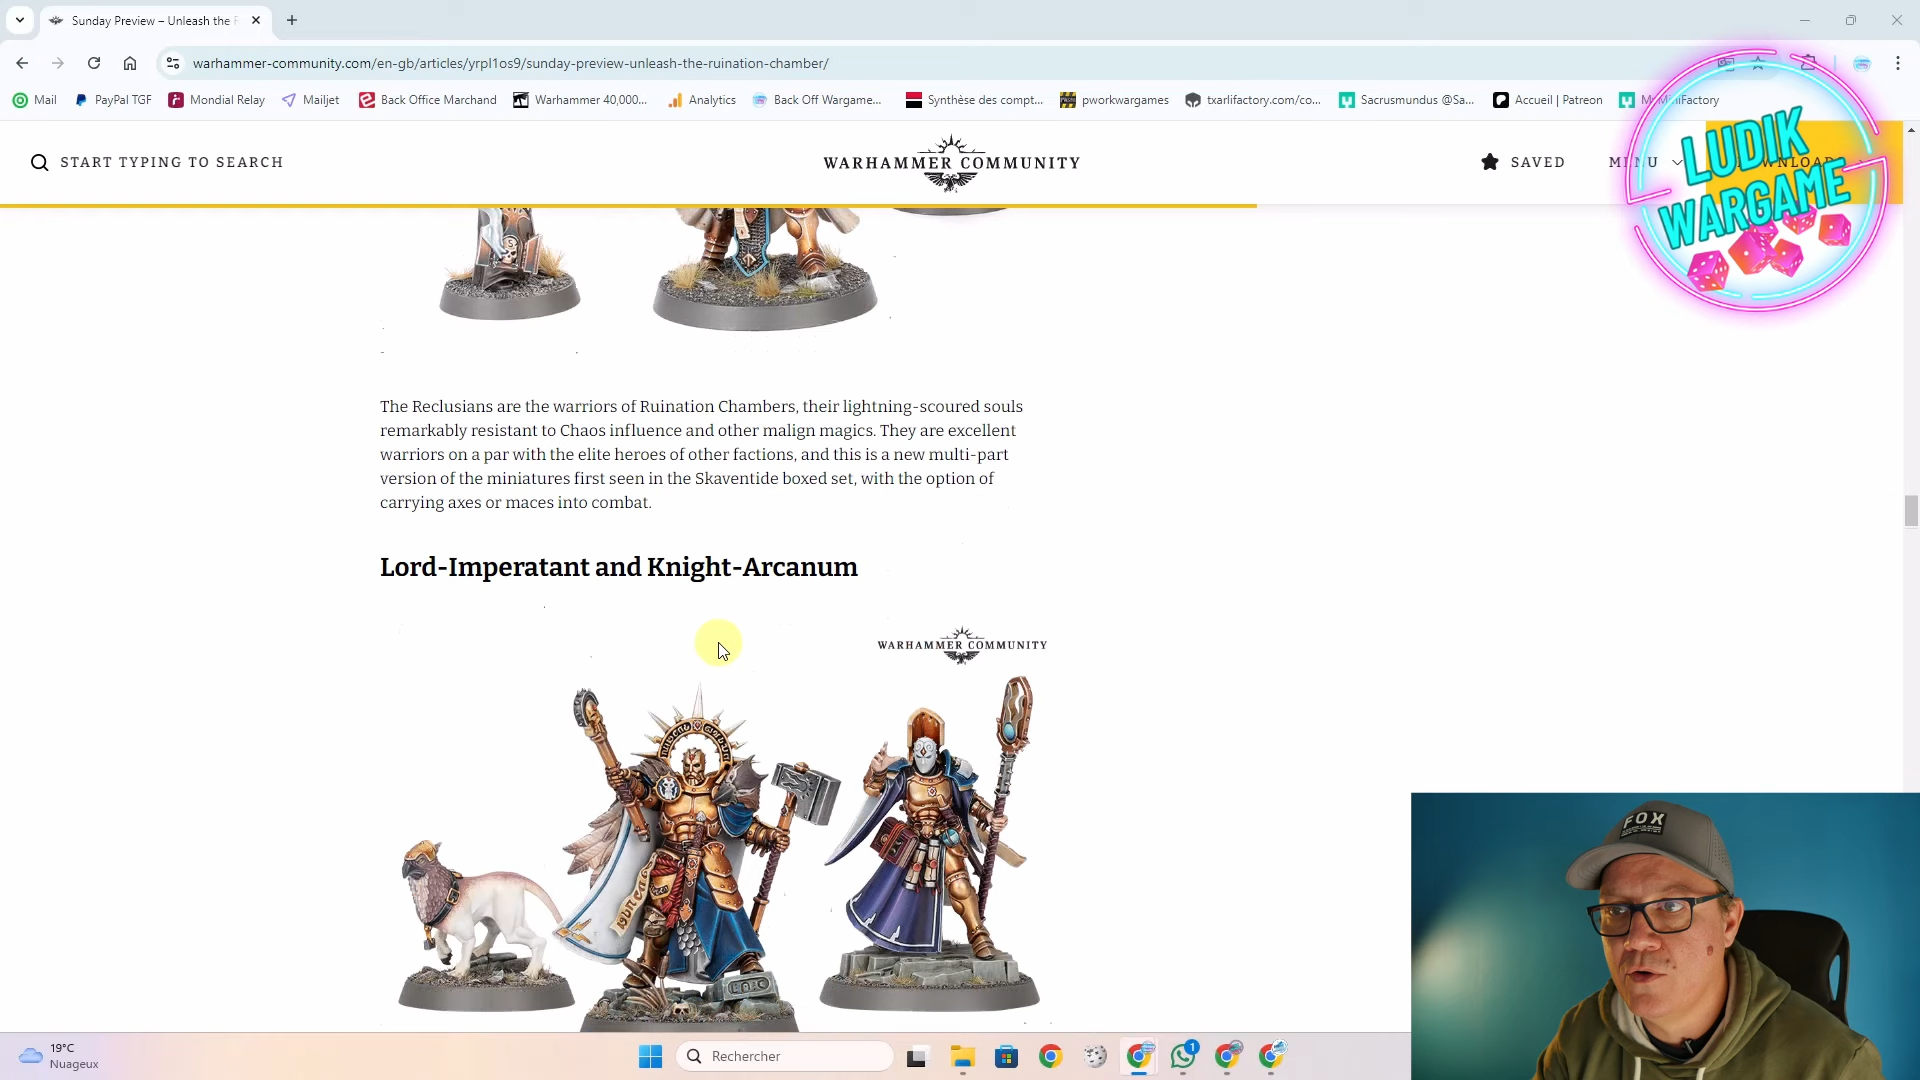 Sunday Preview – Unleash the R
warhammer-community.com/en-gb/articles/yrpl1os9/sunday-preview-unleash-the-ruination-chamber/
Mail PayPal TGF Mondial Relay Mailjet Back Office Marchand Warhammer 40,000... Analytics Back Off Wargame... Synthèse des compt... pworkwargames txarlifactory.com/co... Sacrusmundus @Sa... Accueil | Patreon MyMiniFactory
START TYPING TO SEARCH
WARHAMMER COMMUNITY
SAVED
MENU
LUDIK
WARGAME
The Reclusians are the warriors of Ruination Chambers, their lightning-scoured souls
remarkably resistant to Chaos influence and other malign magics. They are excellent
warriors on a par with the elite heroes of other factions, and this is a new multi-part
version of the miniatures first seen in the Skaventide boxed set, with the option of
carrying axes or maces into combat.
Lord-Imperatant and Knight-Arcanum
WARHAMMER COMMUNITY
FOX
19°C
Nuageux
Rechercher
1